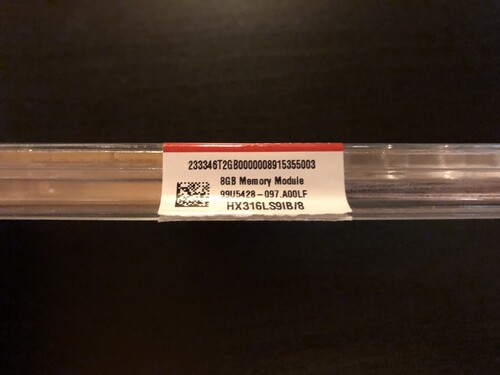 233346T2GB0000008915355003
8GB Memory Module
99U5428-097.A00LF
HX316LS9IB/8